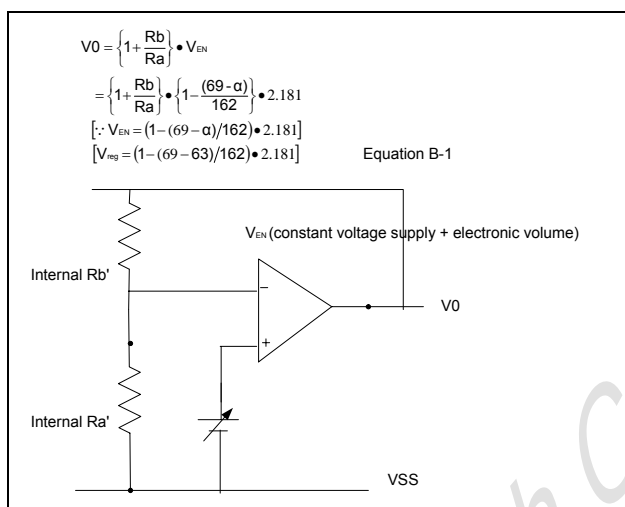 V0 = {1+ Rb/Ra} • VEN
= {1+ Rb/Ra} • {1- (69 - α)/162} • 2.181
[∵ VEN = (1− (69 − α)/162) • 2.181]
[Vreg = (1− (69 − 63)/162) • 2.181] Equation B-1
VEN (constant voltage supply + electronic volume)
Internal Rb'
−
V0
+
Internal Ra'
VSS
h C